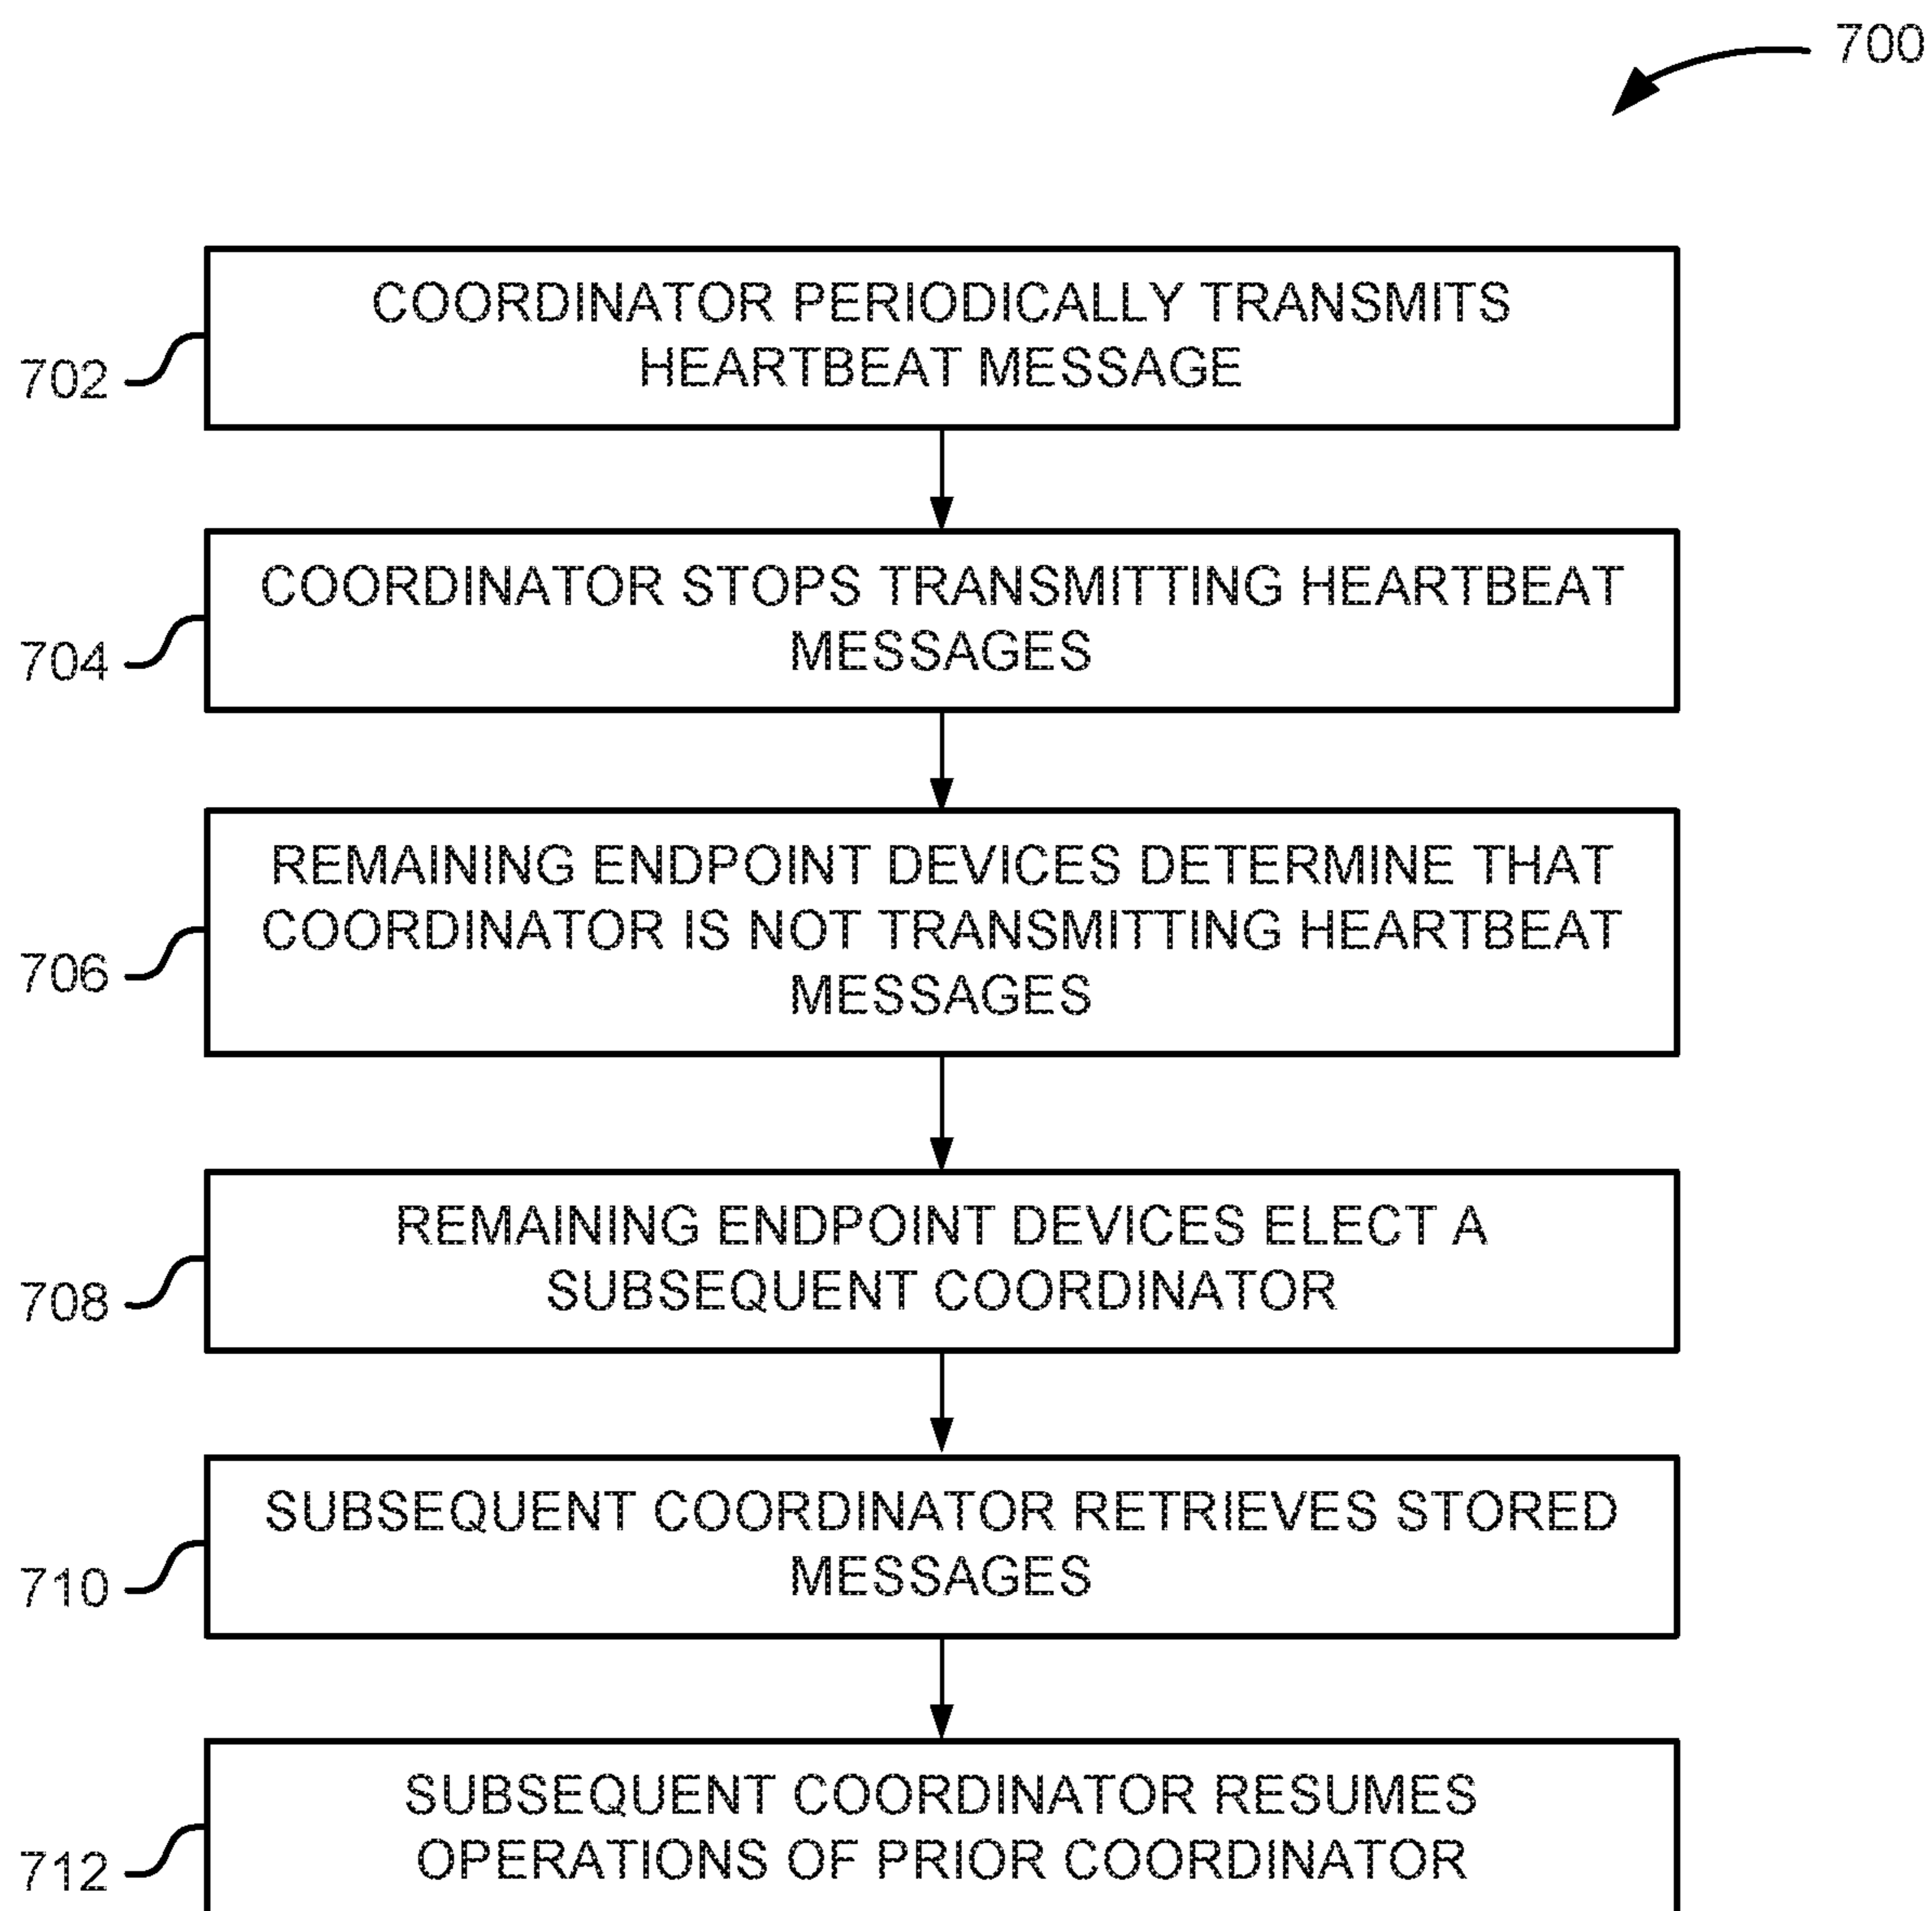 700
COORDINATOR PERIODICALLY TRANSMITS
HEARTBEAT MESSAGE
702
COORDINATOR STOPS TRANSMITTING HEARTBEAT
MESSAGES
704
REMAINING ENDPOINT DEVICES DETERMINE THAT
COORDINATOR IS NOT TRANSMITTING HEARTBEAT
MESSAGES
706
REMAINING ENDPOINT DEVICES ELECT A
SUBSEQUENT COORDINATOR
708
SUBSEQUENT COORDINATOR RETRIEVES STORED
MESSAGES
710
SUBSEQUENT COORDINATOR RESUMES
OPERATIONS OF PRIOR COORDINATOR
712